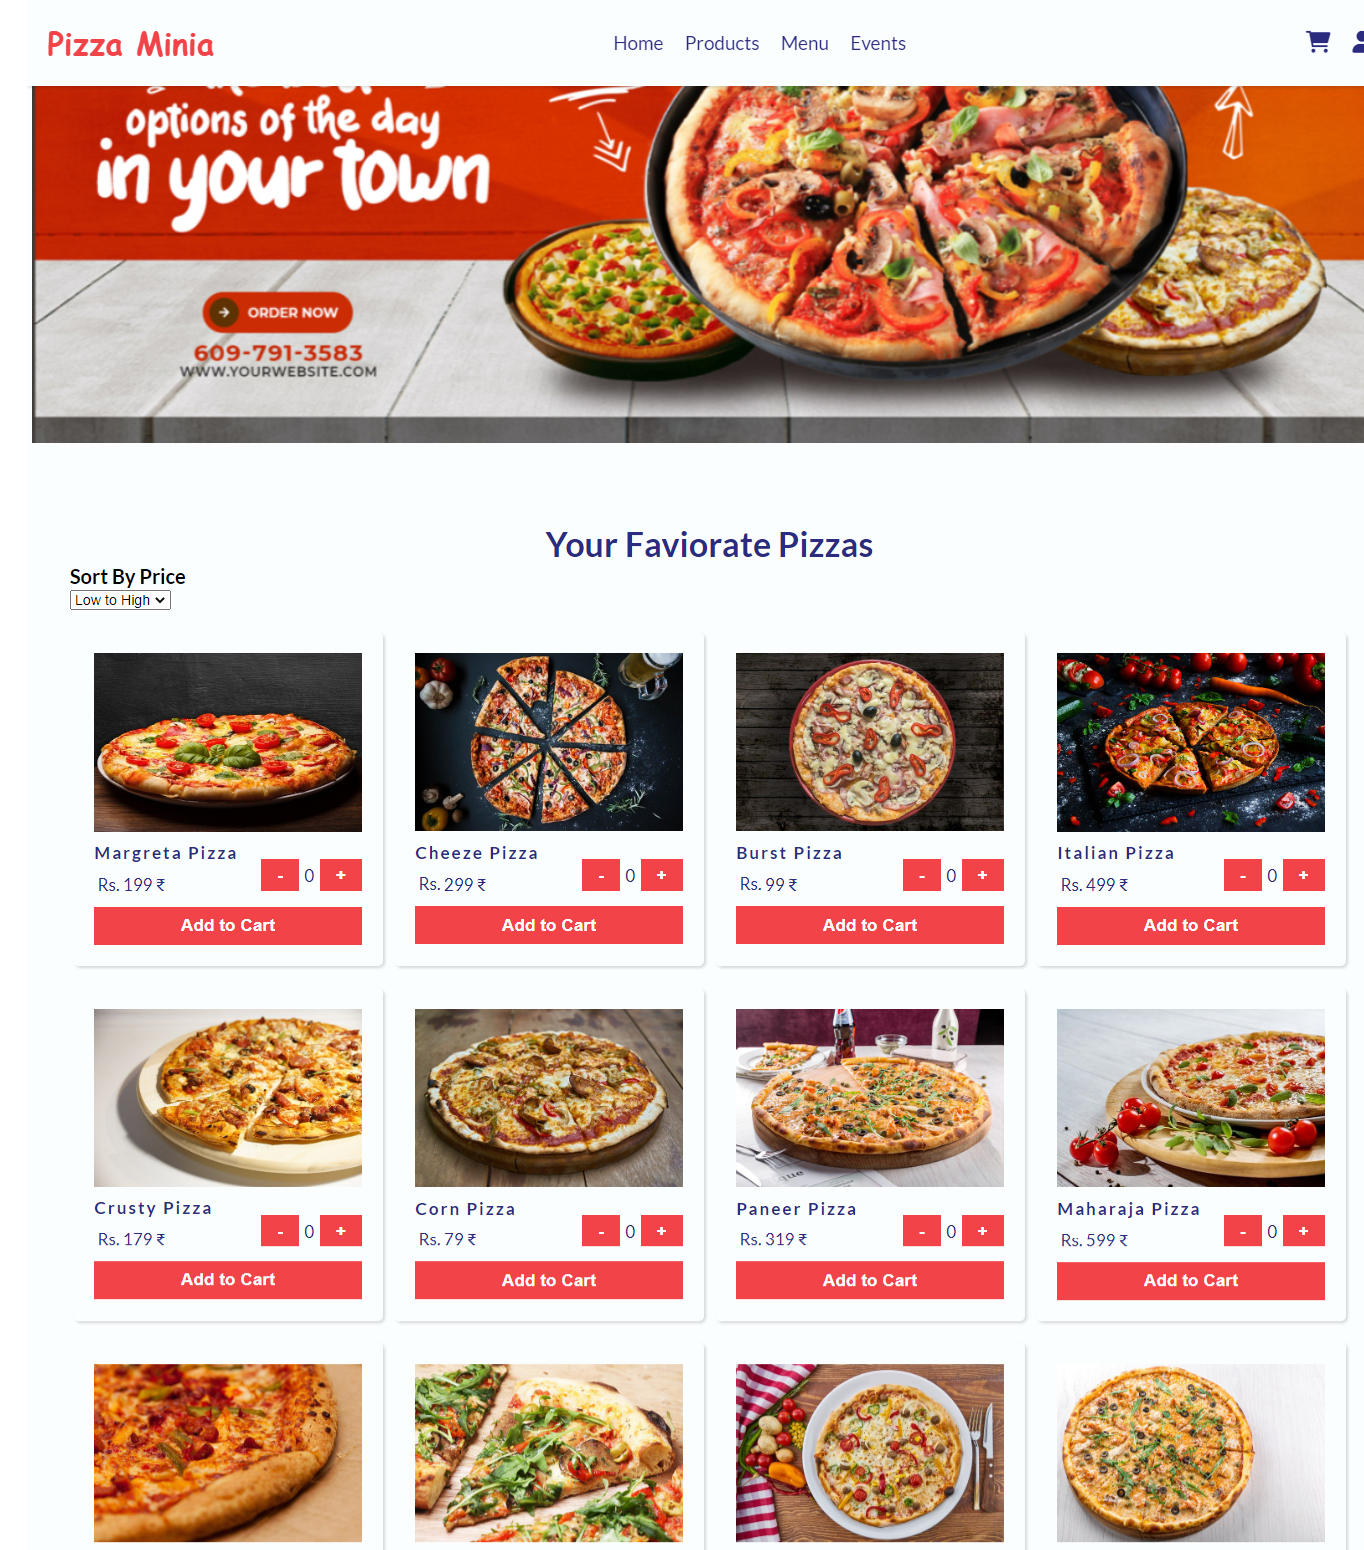 Pizza Minia
Home Products Menu Events
options of the day
in your town
ORDER NOW
609-791-3583
WWW.YOURWEBSITE.COM
Your Faviorate Pizzas
Sort By Price
Low to High
Margreta Pizza
Rs. 199 ₹
- 0 +
Add to Cart
Cheeze Pizza
Rs. 299 ₹
- 0 +
Add to Cart
Burst Pizza
Rs. 99 ₹
- 0 +
Add to Cart
Italian Pizza
Rs. 499 ₹
- 0 +
Add to Cart
Crusty Pizza
Rs. 179 ₹
- 0 +
Add to Cart
Corn Pizza
Rs. 79 ₹
- 0 +
Add to Cart
Paneer Pizza
Rs. 319 ₹
- 0 +
Add to Cart
Maharaja Pizza
Rs. 599 ₹
- 0 +
Add to Cart